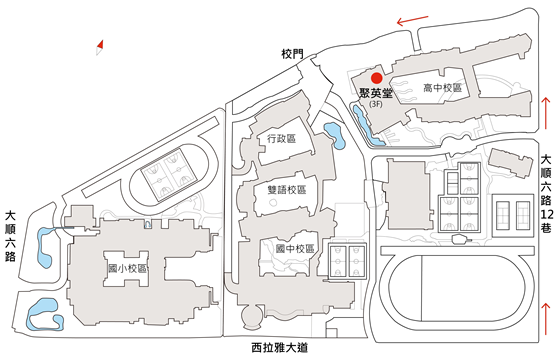 校門
聚英堂
(3F)
高中校區
行政區
雙語校區
國中校區
國小校區
大順六路
大順六路12巷
西拉雅大道